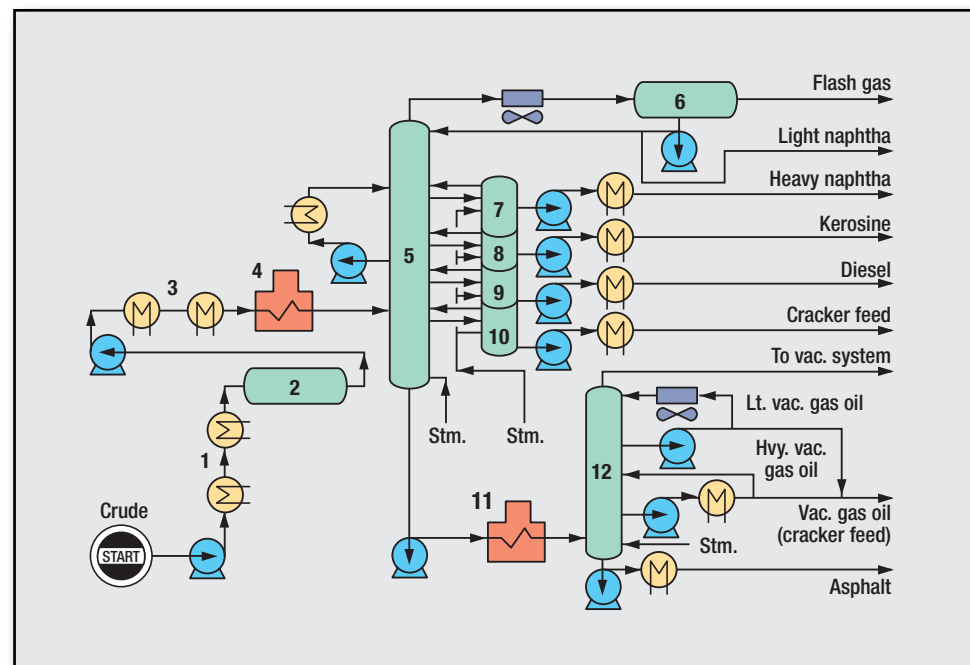 Flash gas
6
Light naphtha
Heavy naphtha
7
Kerosine
5
8
4
Diesel
3
9
Cracker feed
10
To vac. system
2
Lt. vac. gas oil
Stm.
Stm.
Hvy. vac.
gas oil
1
12
11
Crude
START
Vac. gas oil
(cracker feed)
Stm.
Asphalt